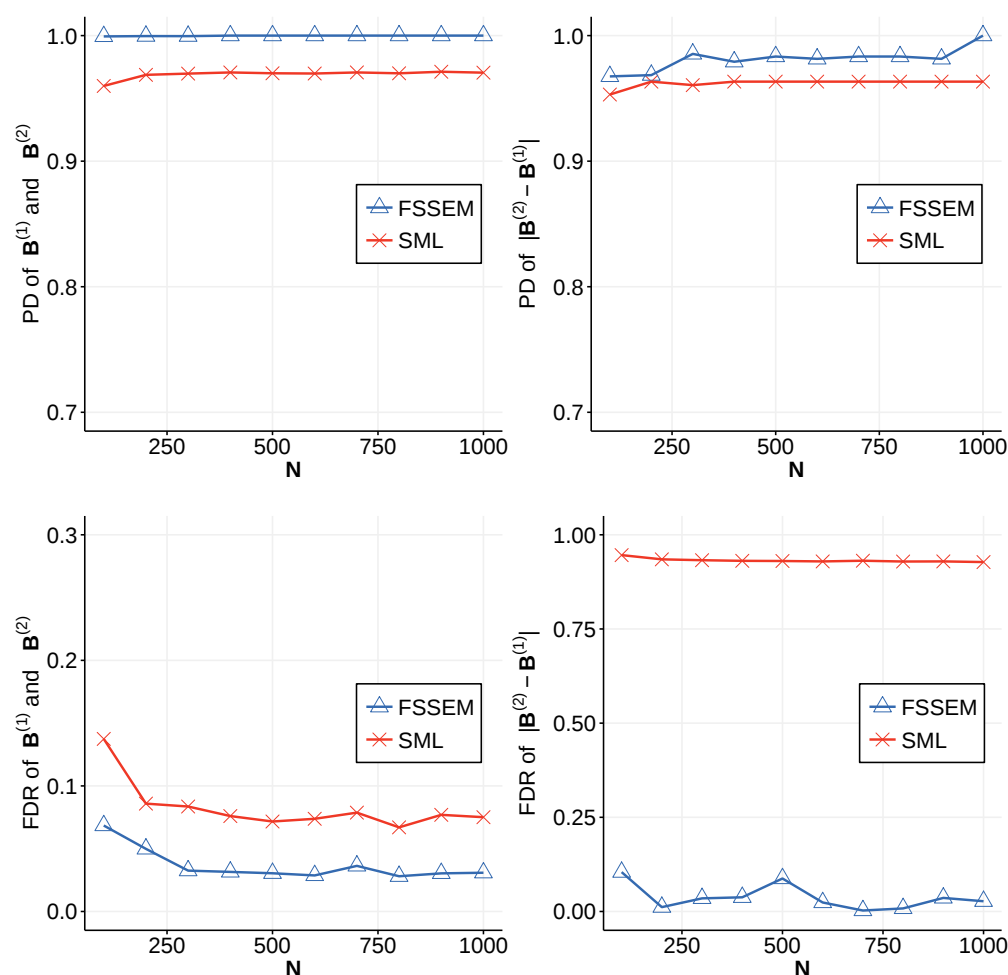 PD of B⁽¹⁾ and B⁽²⁾
1.0
0.9
0.8
0.7
FSSEM
SML
250 500 750 1000
N
PD of |B⁽²⁾ − B⁽¹⁾|
1.0
0.9
0.8
0.7
FSSEM
SML
250 500 750 1000
N
FDR of B⁽¹⁾ and B⁽²⁾
0.3
0.2
0.1
0.0
FSSEM
SML
250 500 750 1000
N
FDR of |B⁽²⁾ − B⁽¹⁾|
1.00
0.75
0.50
0.25
0.00
FSSEM
SML
250 500 750 1000
N